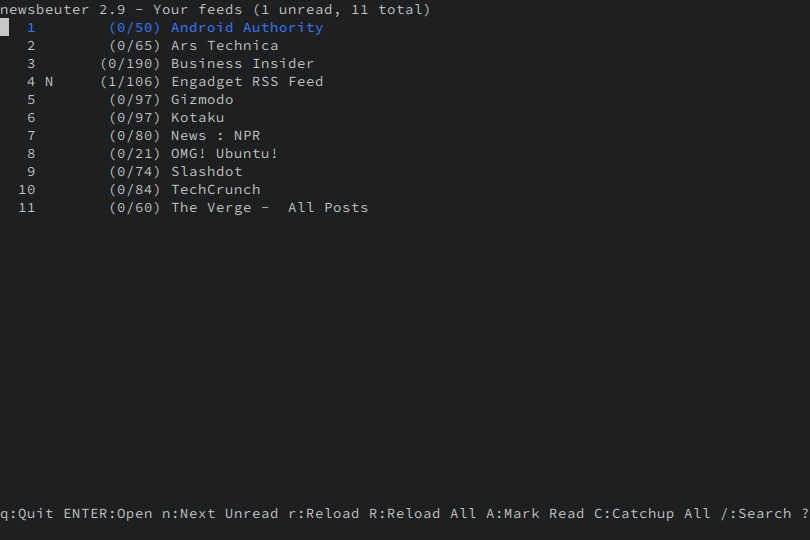 newsbeuter 2.9 - Your feeds (1 unread, 11 total)
1 (0/50) Android Authority
2 (0/65) Ars Technica
3 (0/190) Business Insider
4 N (1/106) Engadget RSS Feed
5 (0/97) Gizmodo
6 (0/97) Kotaku
7 (0/80) News : NPR
8 (0/21) OMG! Ubuntu!
9 (0/74) Slashdot
10 (0/84) TechCrunch
11 (0/60) The Verge -  All Posts
q:Quit ENTER:Open n:Next Unread r:Reload R:Reload All A:Mark Read C:Catchup All /:Search ?